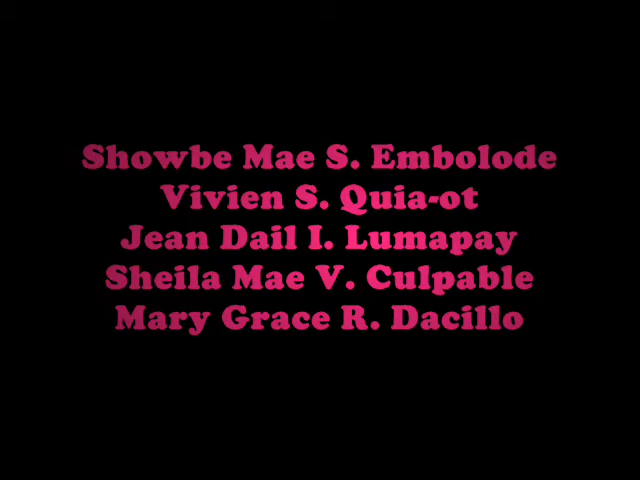 Showbe Mae S. Embolode
Vivien S. Quia-ot
Jean Dail I. Lumapay
Sheila Mae V. Culpable
Mary Grace R. Dacillo